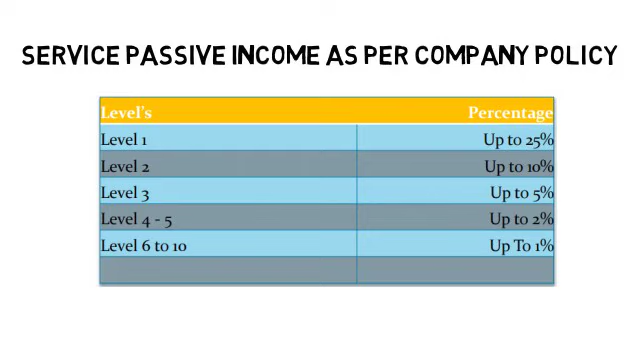 SERVICE PASSIVE INCOME AS PER COMPANY POLICY
Level's Percentage
Level 1 Up to 25%
Level 2 Up to 10%
Level 3 Up to 5%
Level 4 - 5 Up to 2%
Level 6 to 10 Up To 1%